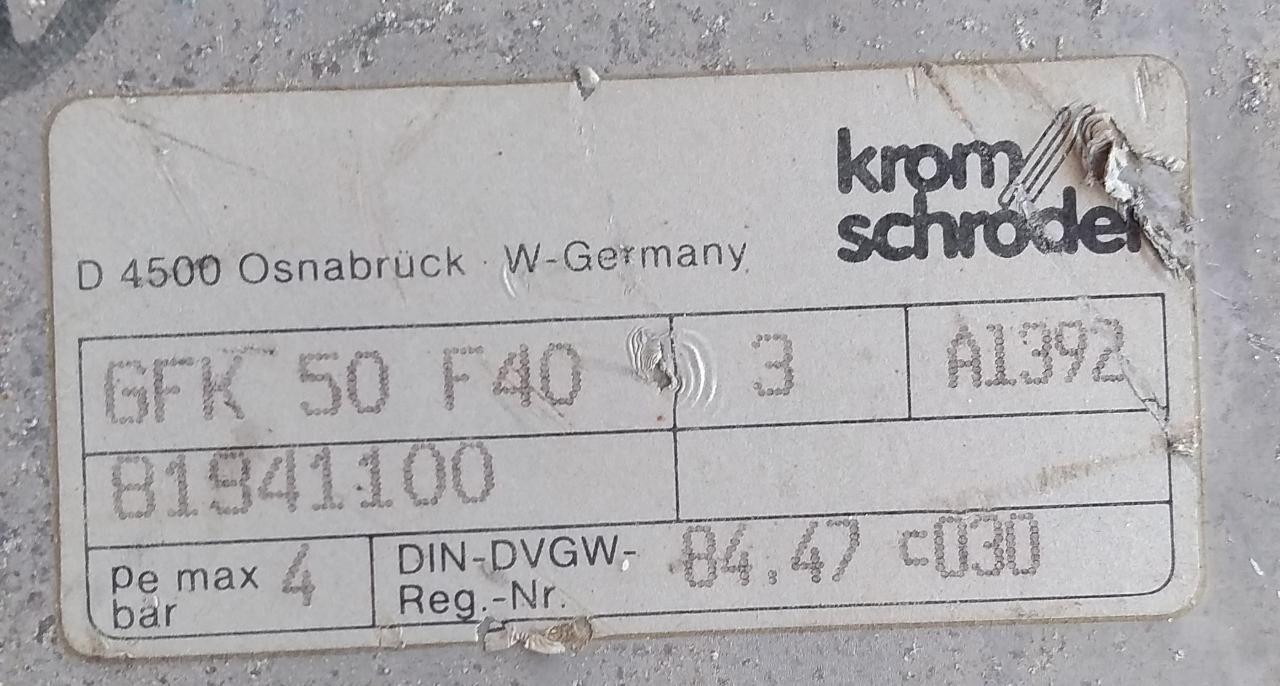 krom
schröder
D 4500 Osnabrück · W-Germany
GFK 50 F40 3 A1392
81941100
pe max bar 4 DIN-DVGW-Reg.-Nr. 84.47 c030